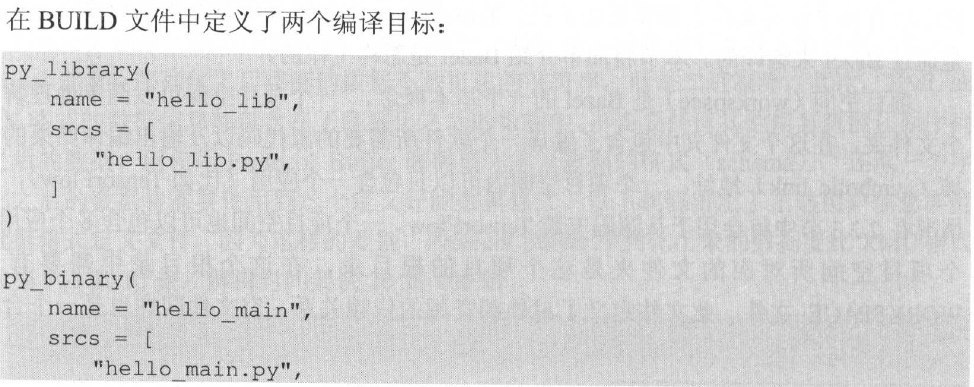 在 BUILD 文件中定义了两个编译目标：
py_library(
    name = "hello_lib",
    srcs = [
        "hello_lib.py",
    ]
)
py_binary(
    name = "hello_main",
    srcs = [
        "hello_main.py",